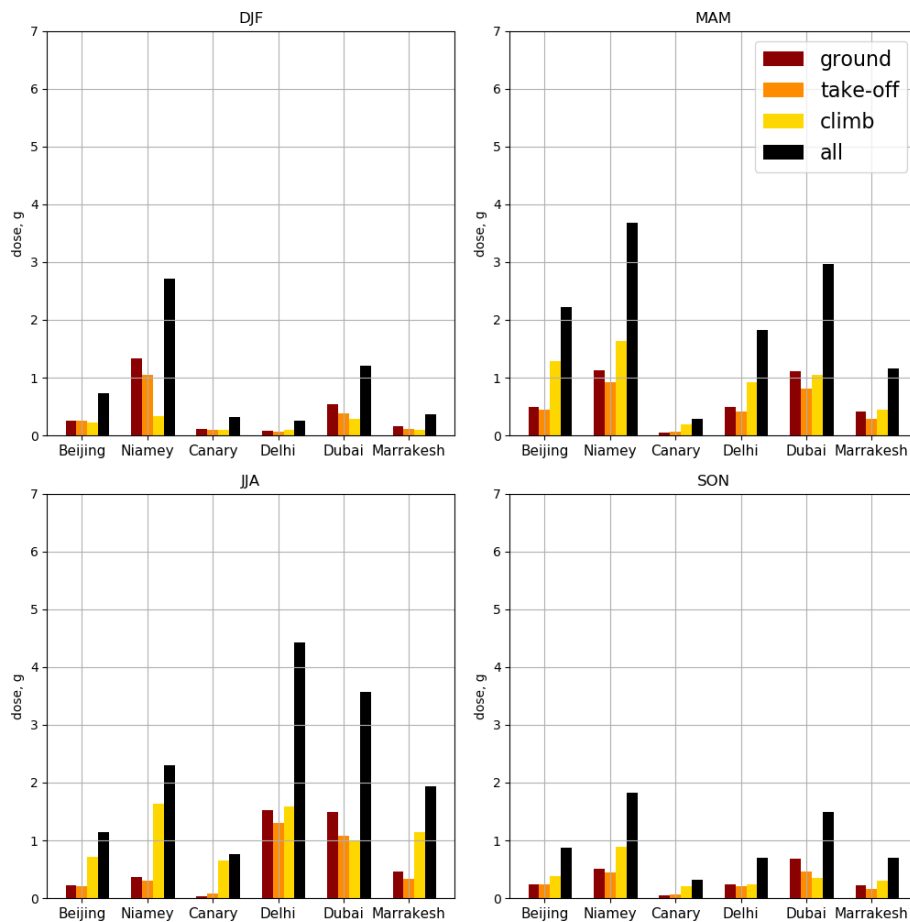 DJF
7
6
5
4
3
2
1
0
dose, g
Beijing Niamey Canary Delhi Dubai Marrakesh
MAM
7
6
5
4
3
2
1
0
dose, g
ground
take-off
climb
all
Beijing Niamey Canary Delhi Dubai Marrakesh
JJA
7
6
5
4
3
2
1
0
dose, g
Beijing Niamey Canary Delhi Dubai Marrakesh
SON
7
6
5
4
3
2
1
0
dose, g
Beijing Niamey Canary Delhi Dubai Marrakesh